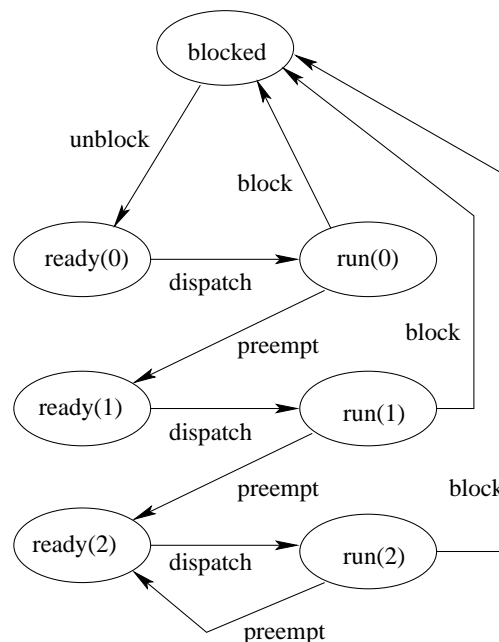 blocked
unblock
block
ready(0)
run(0)
dispatch
preempt
block
ready(1)
run(1)
dispatch
preempt
block
ready(2)
run(2)
dispatch
preempt